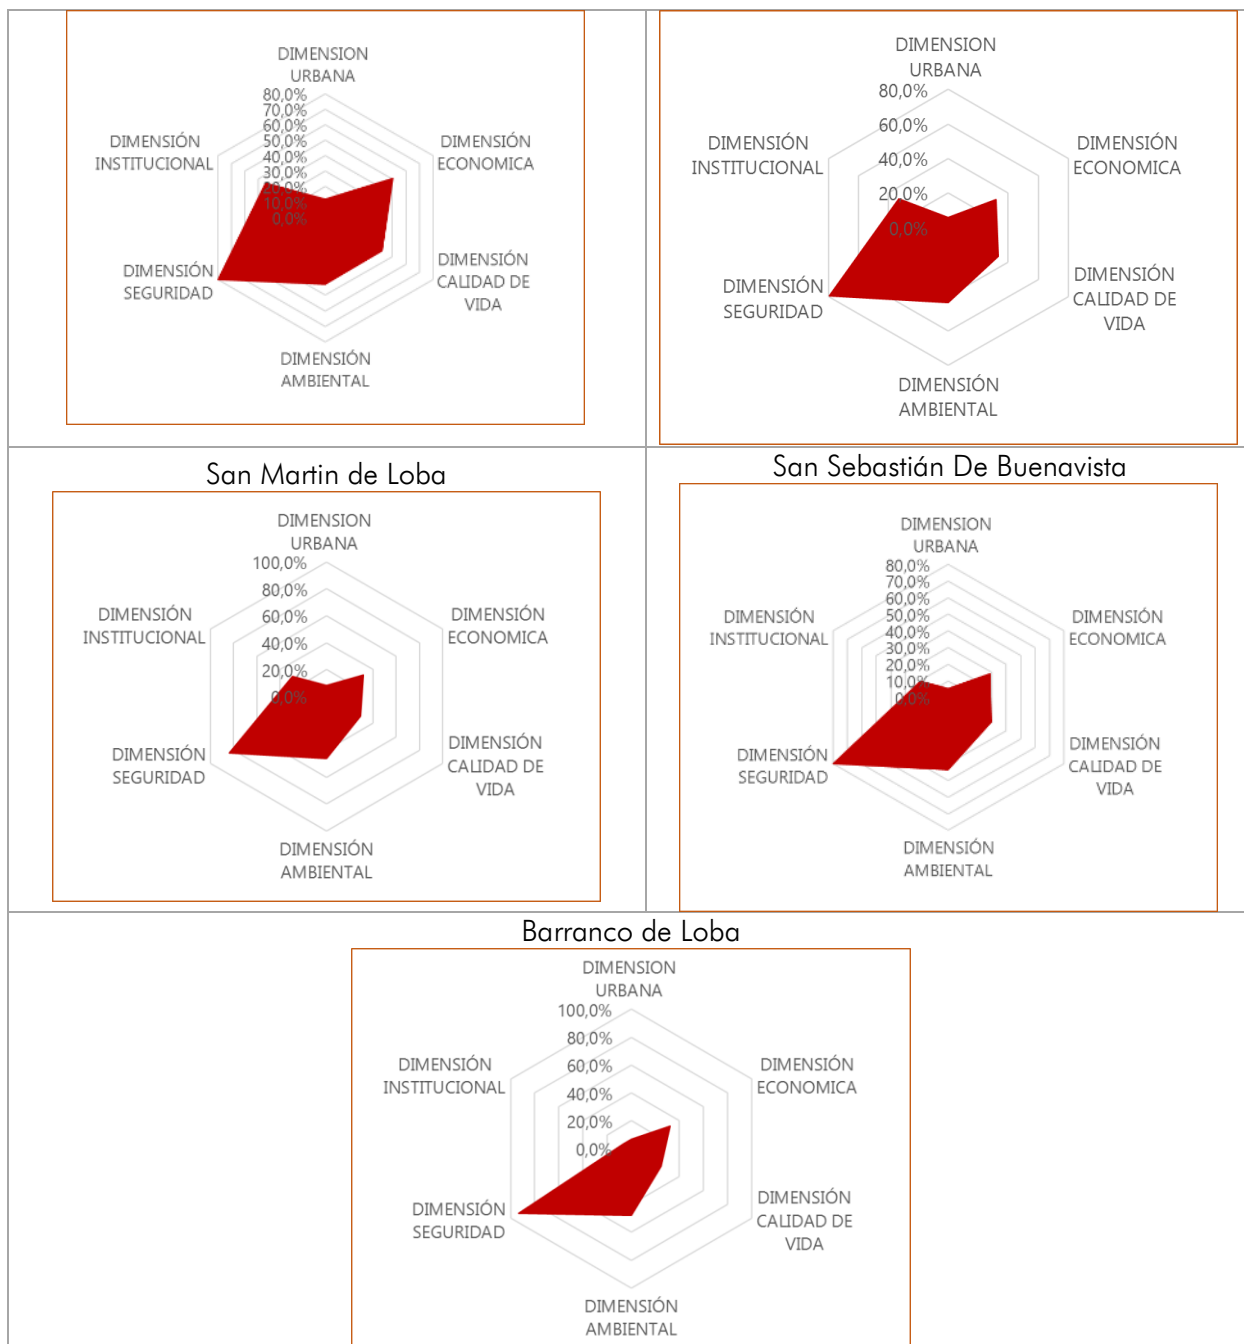 DIMENSION
URBANA
80,0%
70,0%
60,0%
50,0%
40,0%
30,0%
20,0%
10,0%
0,0%
DIMENSIÓN
ECONOMICA
DIMENSIÓN
CALIDAD DE
VIDA
DIMENSIÓN
AMBIENTAL
DIMENSIÓN
SEGURIDAD
DIMENSIÓN
INSTITUCIONAL
DIMENSION
URBANA
80,0%
60,0%
40,0%
20,0%
0,0%
DIMENSIÓN
ECONOMICA
DIMENSIÓN
CALIDAD DE
VIDA
DIMENSIÓN
AMBIENTAL
DIMENSIÓN
SEGURIDAD
DIMENSIÓN
INSTITUCIONAL
San Martin de Loba
DIMENSION
URBANA
100,0%
80,0%
60,0%
40,0%
20,0%
0,0%
DIMENSIÓN
ECONOMICA
DIMENSIÓN
CALIDAD DE
VIDA
DIMENSIÓN
AMBIENTAL
DIMENSIÓN
SEGURIDAD
DIMENSIÓN
INSTITUCIONAL
San Sebastián De Buenavista
DIMENSION
URBANA
80,0%
70,0%
60,0%
50,0%
40,0%
30,0%
20,0%
10,0%
0,0%
DIMENSIÓN
ECONOMICA
DIMENSIÓN
CALIDAD DE
VIDA
DIMENSIÓN
AMBIENTAL
DIMENSIÓN
SEGURIDAD
DIMENSIÓN
INSTITUCIONAL
Barranco de Loba
DIMENSION
URBANA
100,0%
80,0%
60,0%
40,0%
20,0%
0,0%
DIMENSIÓN
ECONOMICA
DIMENSIÓN
CALIDAD DE
VIDA
DIMENSIÓN
AMBIENTAL
DIMENSIÓN
SEGURIDAD
DIMENSIÓN
INSTITUCIONAL